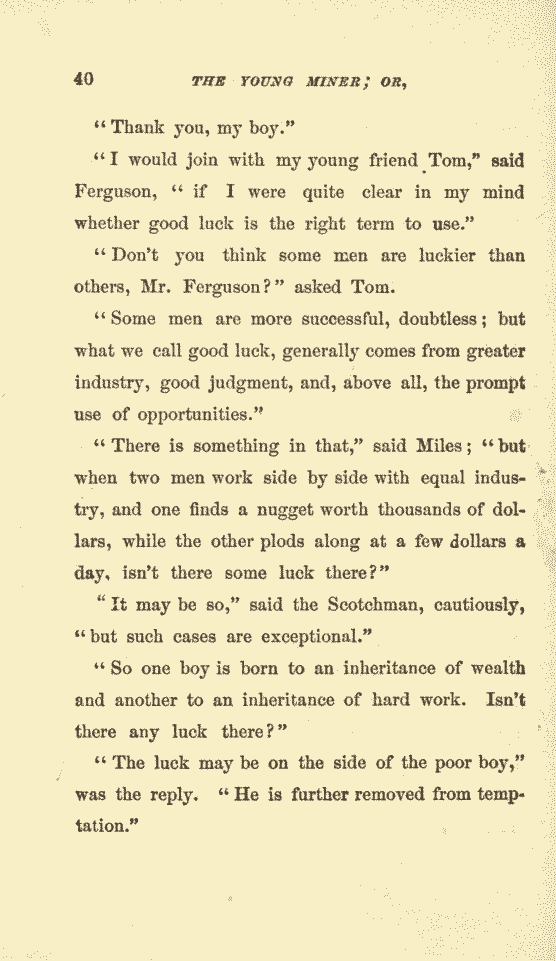 40 THE YOUNG MINER; OR,
“Thank you, my boy.”
“I would join with my young friend Tom,” said
Ferguson, “if I were quite clear in my mind
whether good luck is the right term to use.”
“Don’t you think some men are luckier than
others, Mr. Ferguson?” asked Tom.
“Some men are more successful, doubtless; but
what we call good luck, generally comes from greater
industry, good judgment, and, above all, the prompt
use of opportunities.”
“There is something in that,” said Miles; “but
when two men work side by side with equal indus-
try, and one finds a nugget worth thousands of dol-
lars, while the other plods along at a few dollars a
day, isn’t there some luck there?”
“It may be so,” said the Scotchman, cautiously,
“but such cases are exceptional.”
“So one boy is born to an inheritance of wealth
and another to an inheritance of hard work. Isn’t
there any luck there?”
“The luck may be on the side of the poor boy,”
was the reply. “He is further removed from temp-
tation.”